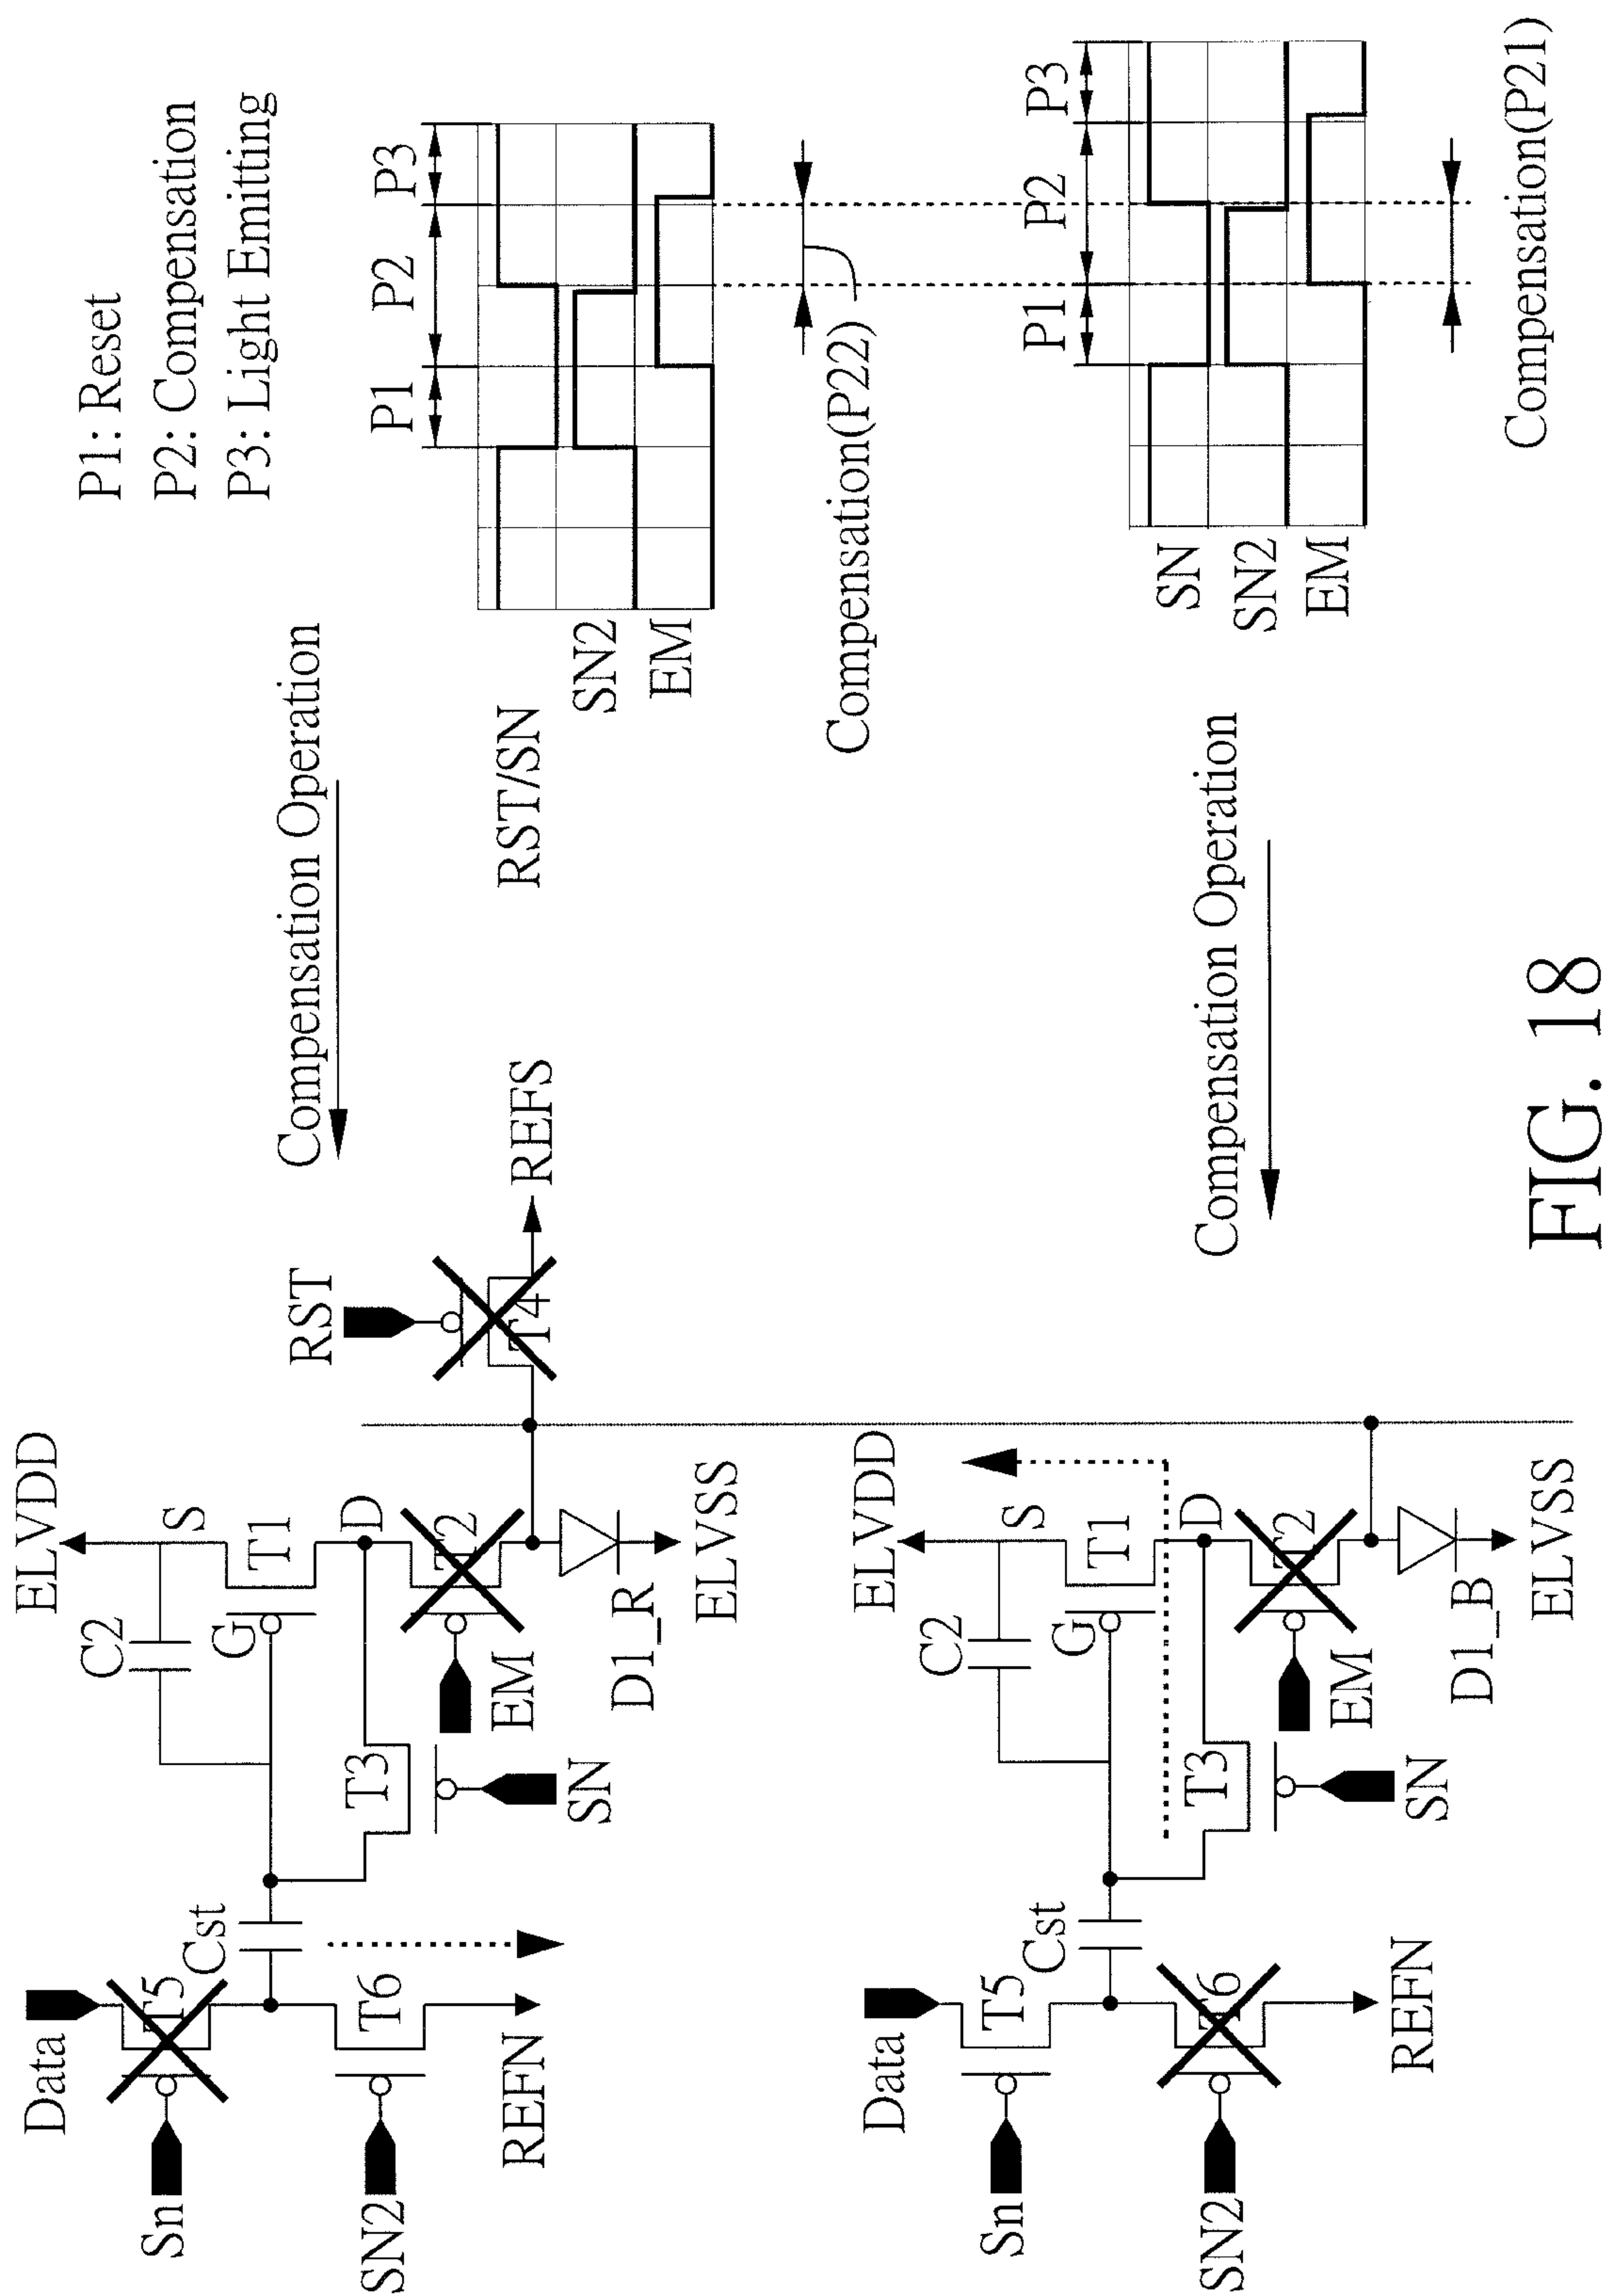 P1: Reset
P2: Compensation
P3: Light Emitting
Compensation Operation
P1
P2
P3
RST/SN
SN2
EM
Compensation(P22)
ELVDD
RST
Data
C2
S
T1
G
D
T5
Cst
T3
T2
T4
REFS
Sn
T6
EM
SN
D1_R
SN2
REFN
ELVSS
P1
P2
P3
SN
SN2
EM
Compensation Operation
Compensation(P21)
ELVDD
Data
C2
S
T1
G
D
T5
Cst
T3
T2
Sn
T6
EM
SN
D1_B
SN2
REFN
ELVSS
FIG. 18